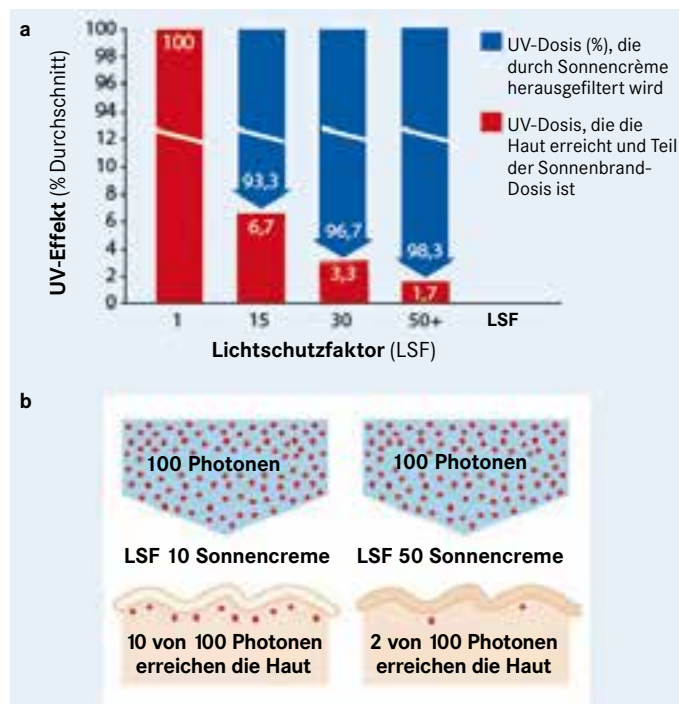 a
UV-Effekt (% Durchschnitt)
100
98
96
94
12
10
8
6
4
2
0
100
93,3
6,7
96,7
3,3
98,3
1,7
1
15
30
50+
LSF
Lichtschutzfaktor (LSF)
UV-Dosis (%), die
durch Sonnencrème
herausgefiltert wird
UV-Dosis, die die
Haut erreicht und Teil
der Sonnenbrand-
Dosis ist
b
100 Photonen
100 Photonen
LSF 10 Sonnencreme
LSF 50 Sonnencreme
10 von 100 Photonen
erreichen die Haut
2 von 100 Photonen
erreichen die Haut